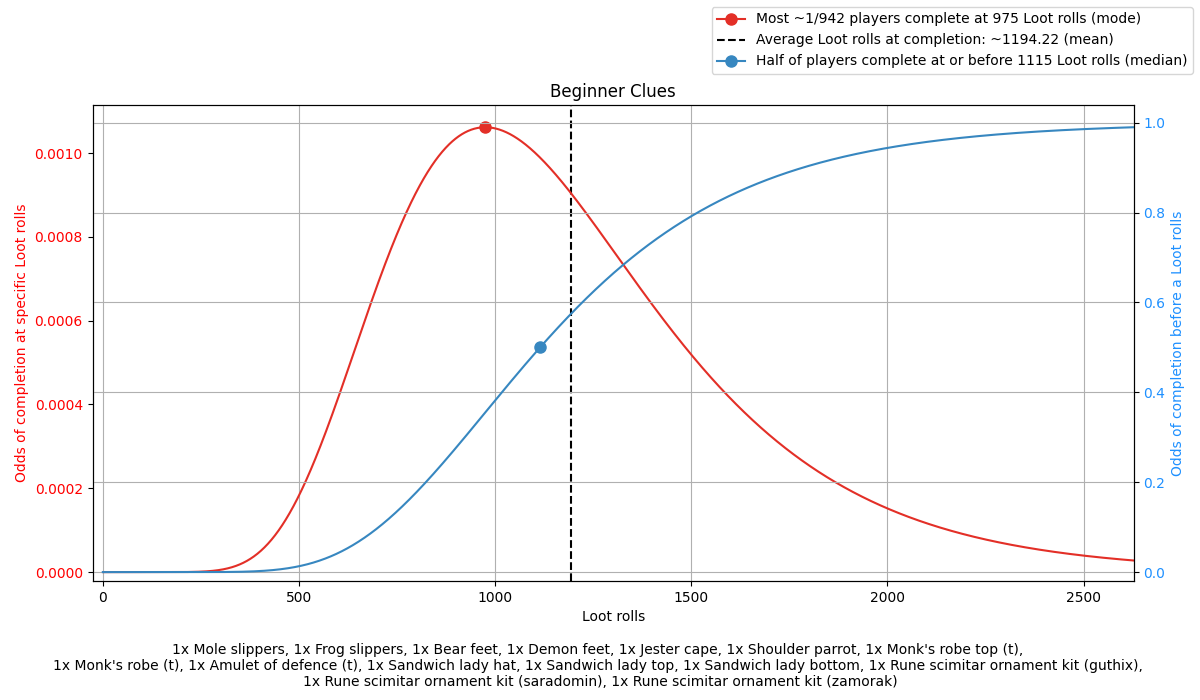 Most ~1/942 players complete at 975 Loot rolls (mode)
Average Loot rolls at completion: ~1194.22 (mean)
Half of players complete at or before 1115 Loot rolls (median)
Beginner Clues
Odds of completion at specific Loot rolls
0.0010
0.0008
0.0006
0.0004
0.0002
0.0000
1.0
0.8
0.6
0.4
0.2
0.0
Odds of completion before a Loot rolls
0 500 1000 1500 2000 2500
Loot rolls
1x Mole slippers, 1x Frog slippers, 1x Bear feet, 1x Demon feet, 1x Jester cape, 1x Shoulder parrot, 1x Monk's robe top (t),
1x Monk's robe (t), 1x Amulet of defence (t), 1x Sandwich lady hat, 1x Sandwich lady top, 1x Sandwich lady bottom, 1x Rune scimitar ornament kit (guthix),
1x Rune scimitar ornament kit (saradomin), 1x Rune scimitar ornament kit (zamorak)